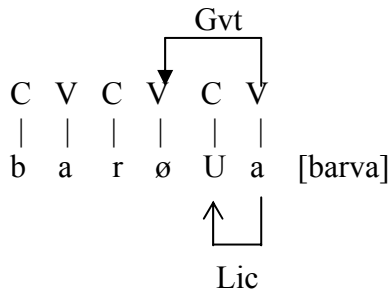 Gvt
C V C V C V
| | | | | |
b a r ø U a [barva]
Lic